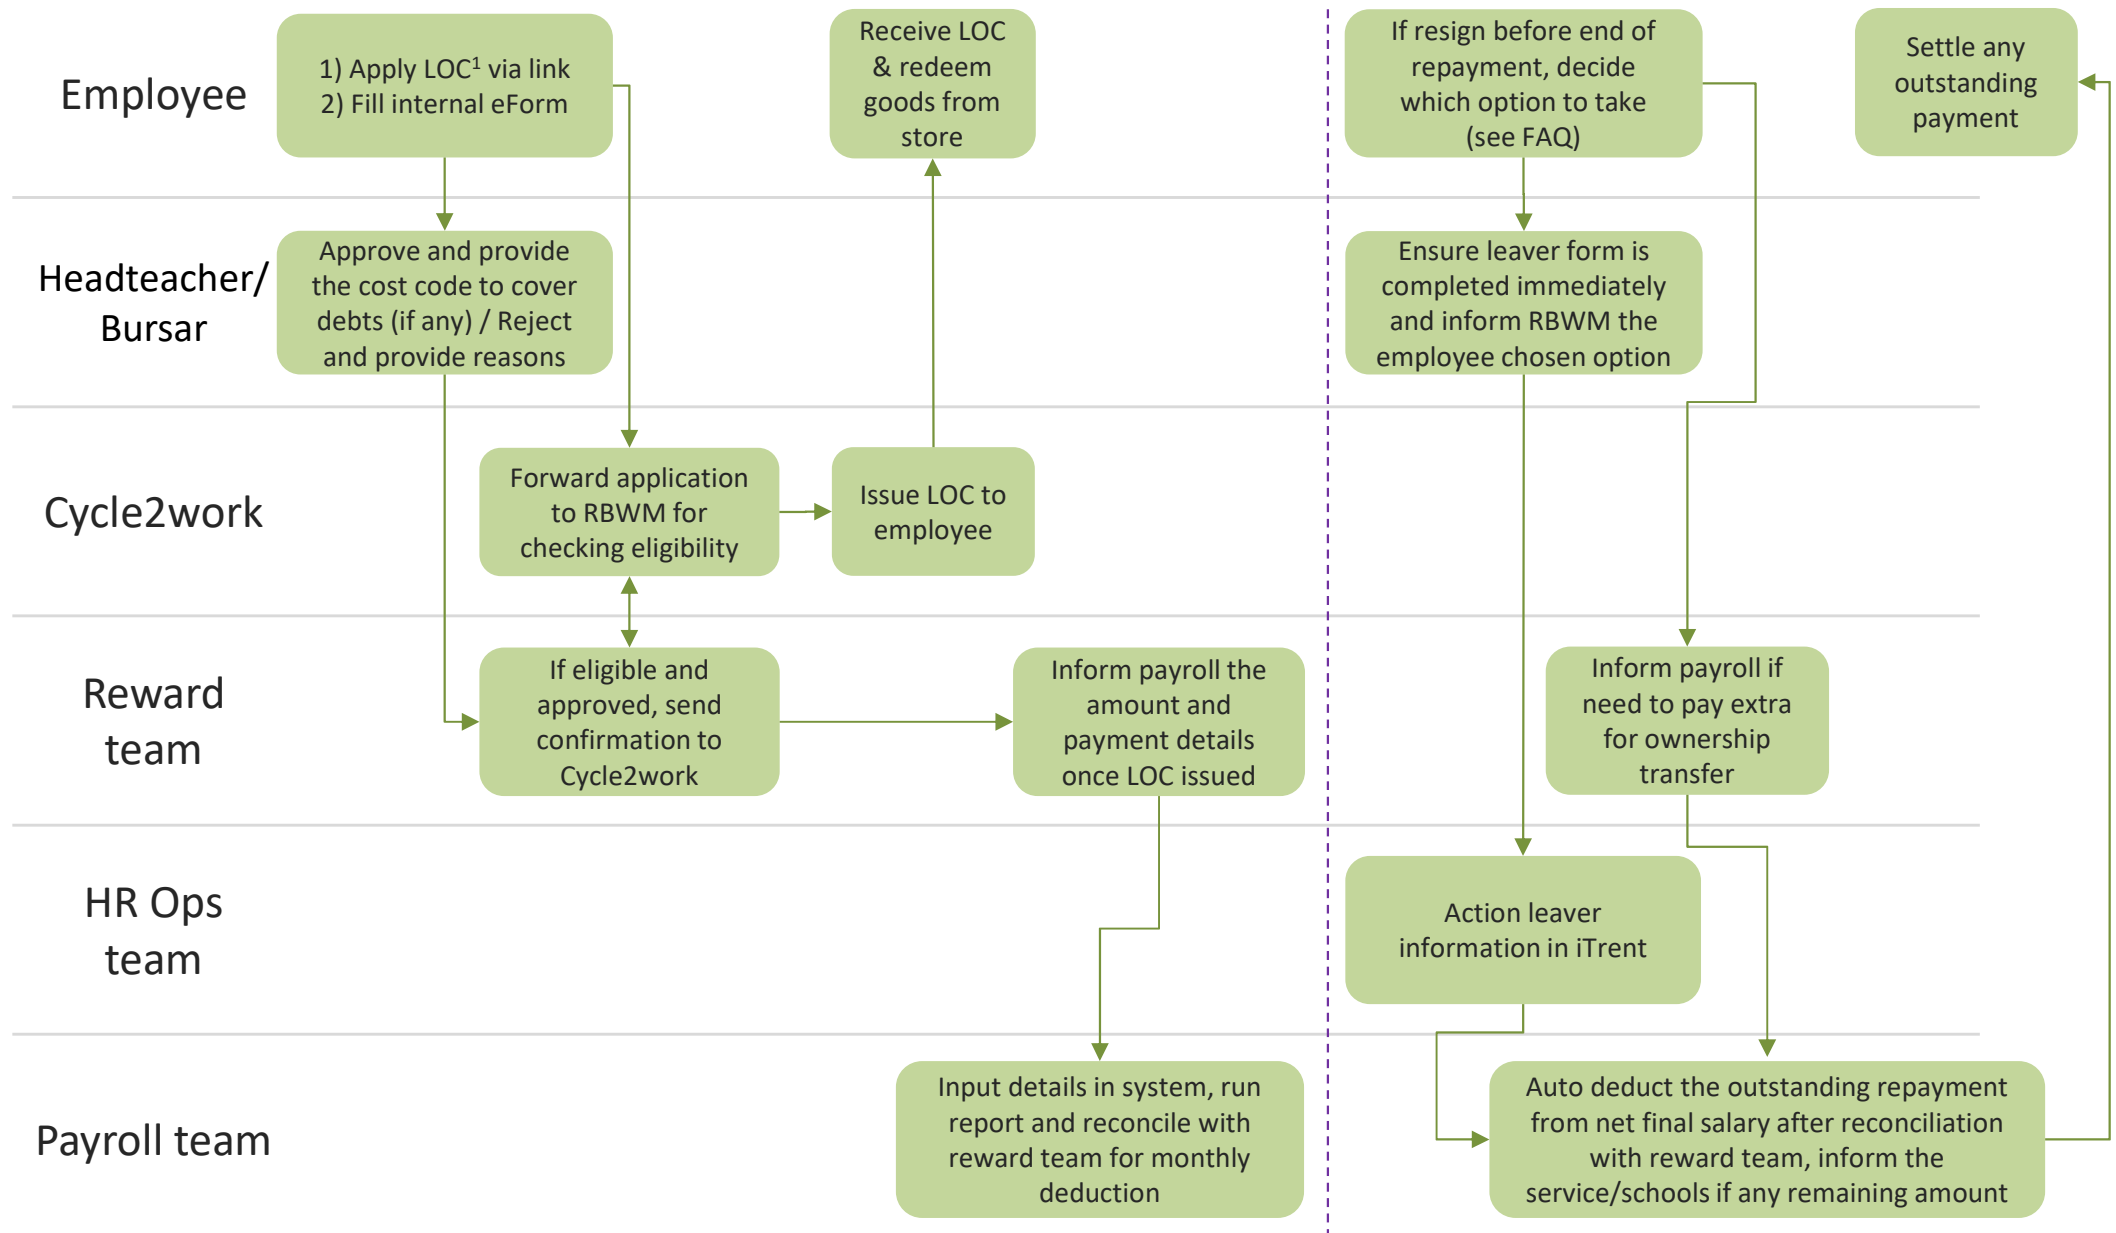 Employee
1) Apply LOC¹ via link
2) Fill internal eForm
Receive LOC
& redeem
goods from
store
If resign before end of
repayment, decide
which option to take
(see FAQ)
Settle any
outstanding
payment
Headteacher/
Bursar
Approve and provide
the cost code to cover
debts (if any) / Reject
and provide reasons
Ensure leaver form is
completed immediately
and inform RBWM the
employee chosen option
Cycle2work
Forward application
to RBWM for
checking eligibility
Issue LOC to
employee
Reward
team
If eligible and
approved, send
confirmation to
Cycle2work
Inform payroll the
amount and
payment details
once LOC issued
Inform payroll if
need to pay extra
for ownership
transfer
HR Ops
team
Action leaver
information in iTrent
Payroll team
Input details in system, run
report and reconcile with
reward team for monthly
deduction
Auto deduct the outstanding repayment
from net final salary after reconciliation
with reward team, inform the
service/schools if any remaining amount